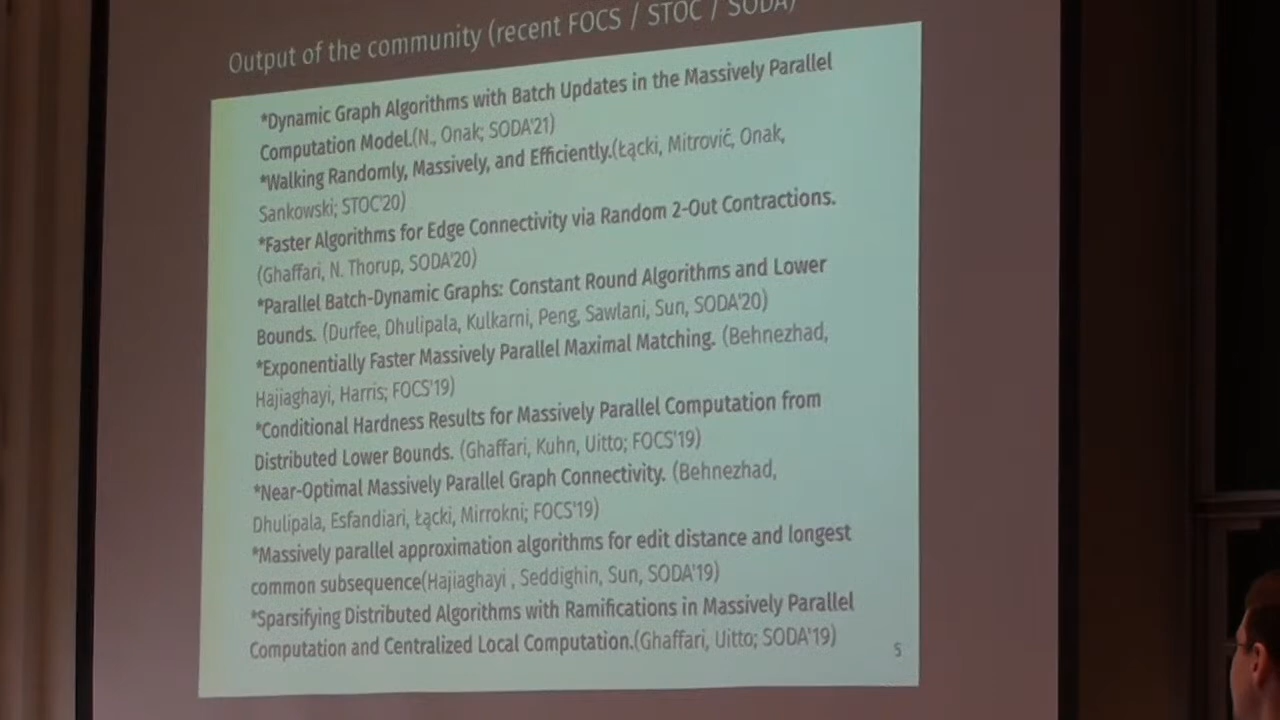 Output of the community (recent FOCS / STOC / SODA)
*Dynamic Graph Algorithms with Batch Updates in the Massively Parallel
Computation Model.(N., Onak; SODA'21)
*Walking Randomly, Massively, and Efficiently.(Łącki, Mitrović, Onak,
Sankowski; STOC'20)
*Faster Algorithms for Edge Connectivity via Random 2-Out Contractions.
(Ghaffari, N. Thorup, SODA'20)
*Parallel Batch-Dynamic Graphs: Constant Round Algorithms and Lower
Bounds. (Durfee, Dhulipala, Kulkarni, Peng, Sawlani, Sun, SODA'20)
*Exponentially Faster Massively Parallel Maximal Matching. (Behnezhad,
Hajiaghayi, Harris; FOCS'19)
*Conditional Hardness Results for Massively Parallel Computation from
Distributed Lower Bounds. (Ghaffari, Kuhn, Uitto; FOCS'19)
*Near-Optimal Massively Parallel Graph Connectivity. (Behnezhad,
Dhulipala, Esfandiari, Łącki, Mirrokni; FOCS'19)
*Massively parallel approximation algorithms for edit distance and longest
common subsequence(Hajiaghayi , Seddighin, Sun, SODA'19)
*Sparsifying Distributed Algorithms with Ramifications in Massively Parallel
Computation and Centralized Local Computation.(Ghaffari, Uitto; SODA'19)
5